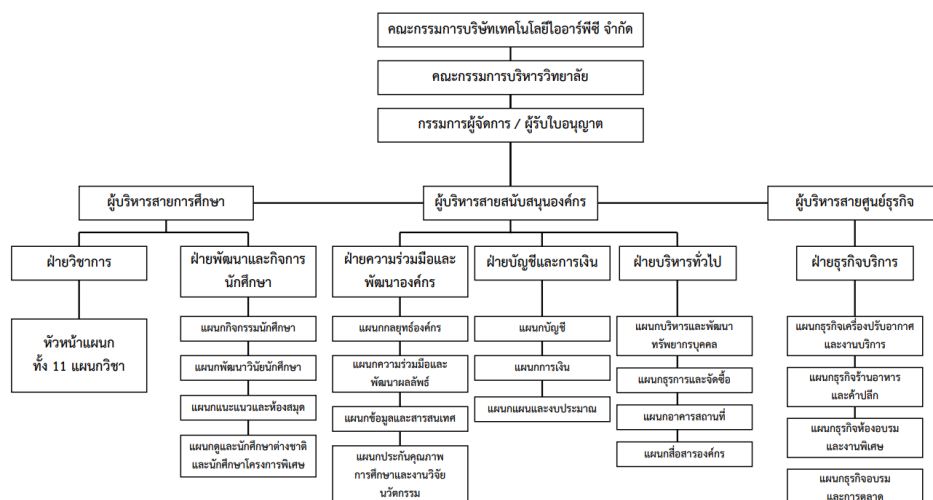 คณะกรรมการบริษัทเทคโนโลยีไออาร์พีซี จำกัด
คณะกรรมการบริหารวิทยาลัย
กรรมการผู้จัดการ / ผู้รับใบอนุญาต
ผู้บริหารสายการศึกษา
ผู้บริหารสายสนับสนุนองค์กร
ผู้บริหารสายศูนย์ธุรกิจ
ฝ่ายวิชาการ
หัวหน้าแผนก
ทั้ง 11 แผนกวิชา
ฝ่ายพัฒนาและกิจการ
นักศึกษา
แผนกกิจกรรมนักศึกษา
แผนกพัฒนาวินัยนักศึกษา
แผนกแนะแนวและห้องสมุด
แผนกดูแลนักศึกษาต่างชาติ
และนักศึกษาโครงการพิเศษ
ฝ่ายความร่วมมือและ
พัฒนาองค์กร
แผนกกลยุทธ์องค์กร
แผนกความร่วมมือและ
พัฒนาผลลัพธ์
แผนกข้อมูลและสารสนเทศ
แผนกประกันคุณภาพ
การศึกษาและงานวิจัย
นวัตกรรม
ฝ่ายบัญชีและการเงิน
แผนกบัญชี
แผนกการเงิน
แผนกแผนและงบประมาณ
ฝ่ายบริหารทั่วไป
แผนกบริหารและพัฒนา
ทรัพยากรบุคคล
แผนกธุรการและจัดซื้อ
แผนกอาคารสถานที่
แผนกสื่อสารองค์กร
ฝ่ายธุรกิจบริการ
แผนกธุรกิจเครื่องปรับอากาศ
และงานบริการ
แผนกธุรกิจร้านอาหาร
และค้าปลีก
แผนกธุรกิจห้องอบรม
และงานพิเศษ
แผนกธุรกิจอบรม
และการตลาด